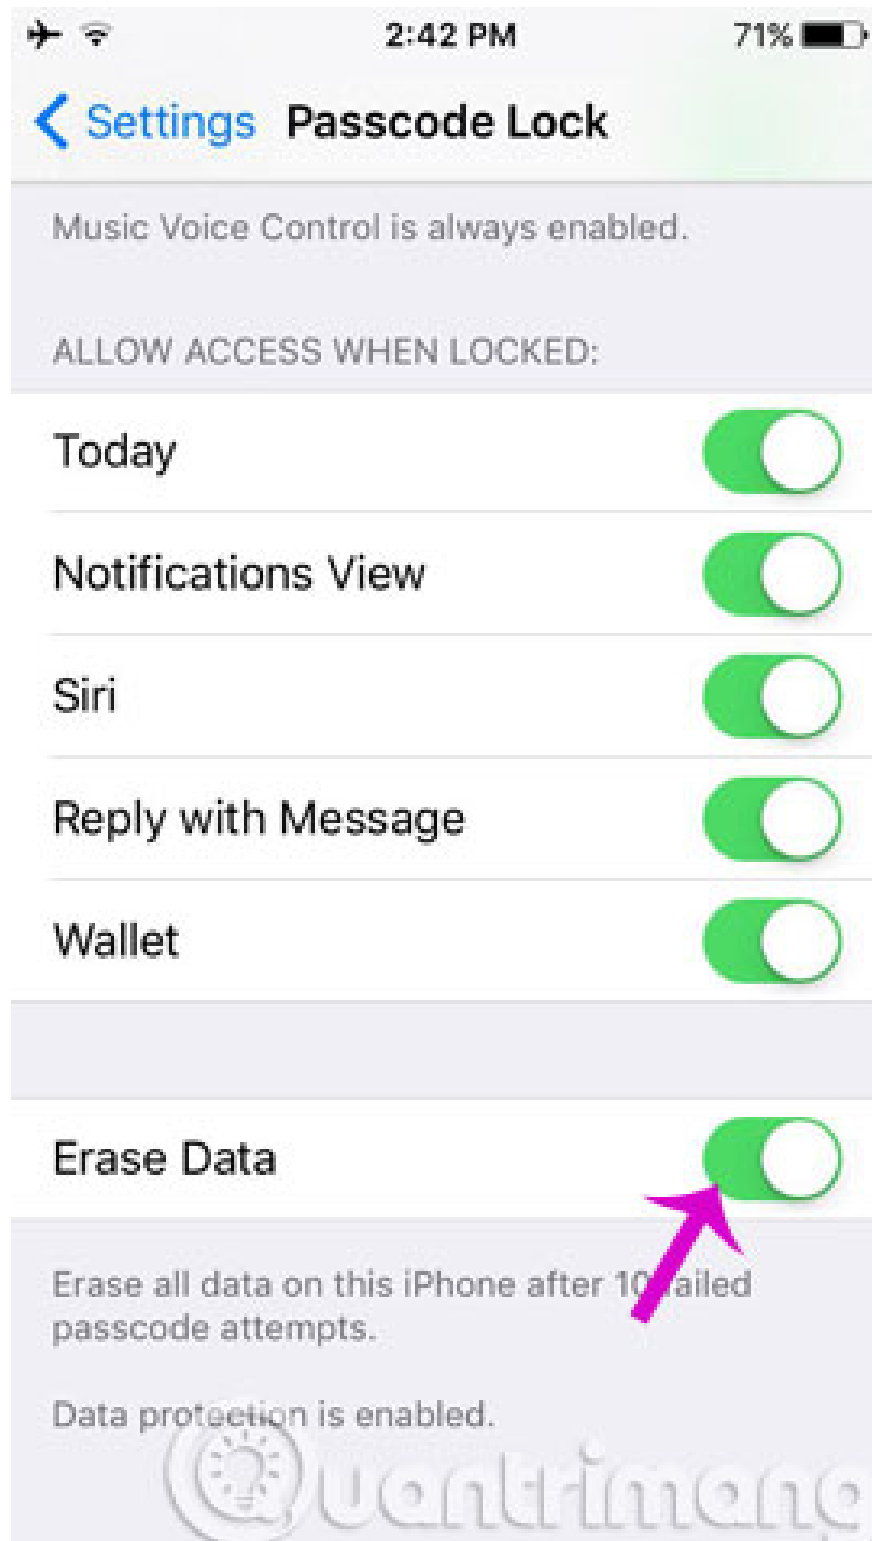 2:42 PM 71%
Settings Passcode Lock
Music Voice Control is always enabled.
ALLOW ACCESS WHEN LOCKED:
Today
Notifications View
Siri
Reply with Message
Wallet
Erase Data
Erase all data on this iPhone after 10 failed
passcode attempts.
Data protection is enabled.
Quantrimang